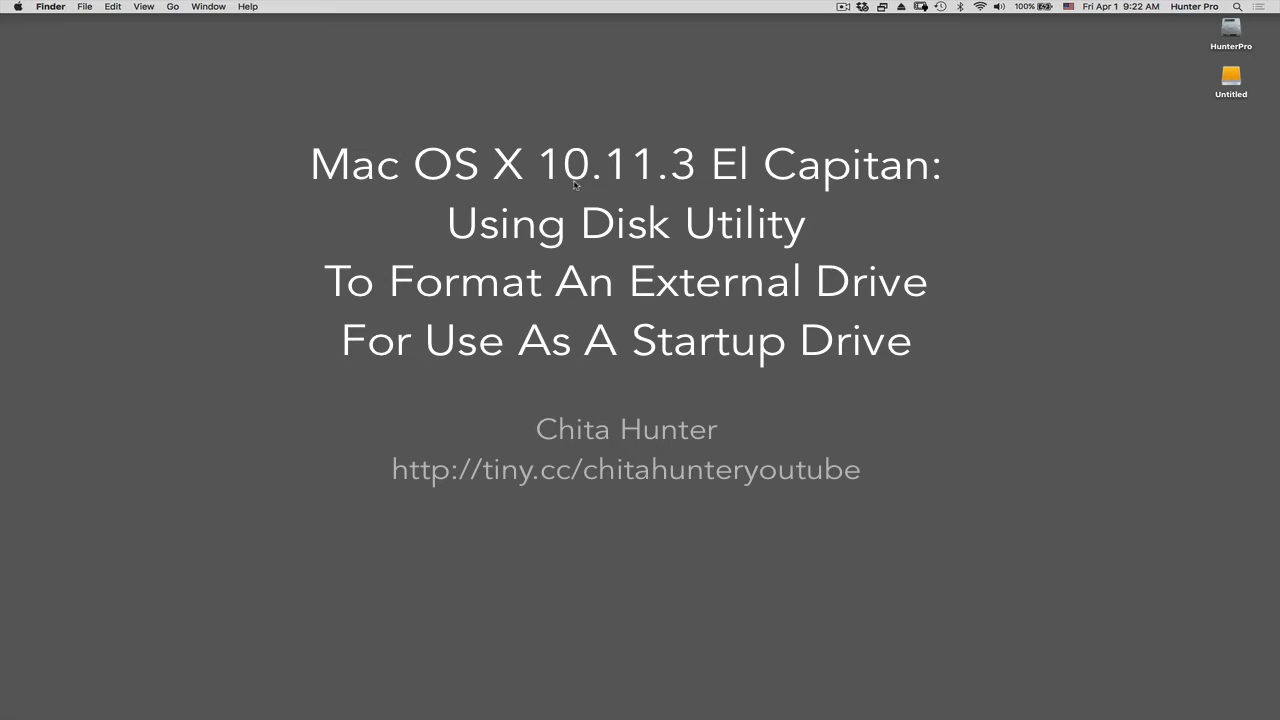 Finder File Edit View Go Window Help 100% Fri Apr 1 9:22 AM Hunter Pro
HunterPro
Untitled
Mac OS X 10.11.3 El Capitan:
Using Disk Utility
To Format An External Drive
For Use As A Startup Drive
Chita Hunter
http://tiny.cc/chitahunteryoutube